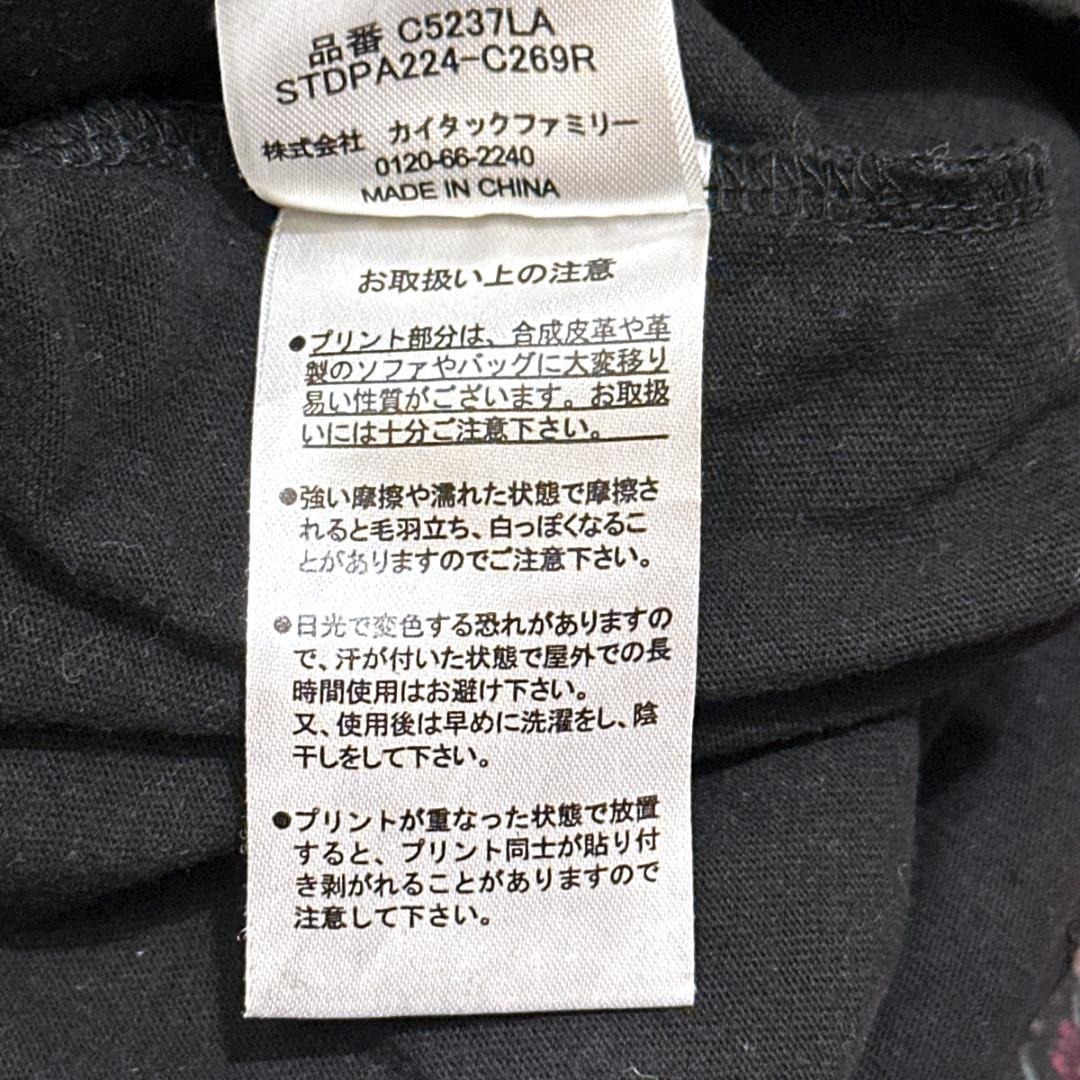 品番 C5237LA
STDPA224-C269R
株式会社 カイタックファミリー
0120-66-2240
MADE IN CHINA
お取扱い上の注意
●プリント部分は、合成皮革や革
製のソファやバッグに大変移り
易い性質がございます。お取扱
いには十分ご注意下さい。
●強い摩擦や濡れた状態で摩擦さ
れると毛羽立ち、白っぽくなるこ
とがありますのでご注意下さい。
●日光で変色する恐れがありますの
で、汗が付いた状態で屋外での長
時間使用はお避け下さい。
又、使用後は早めに洗濯をし、陰
干しをして下さい。
●プリントが重なった状態で放置
すると、プリント同士が貼り付
き剥がれることがありますので
注意して下さい。